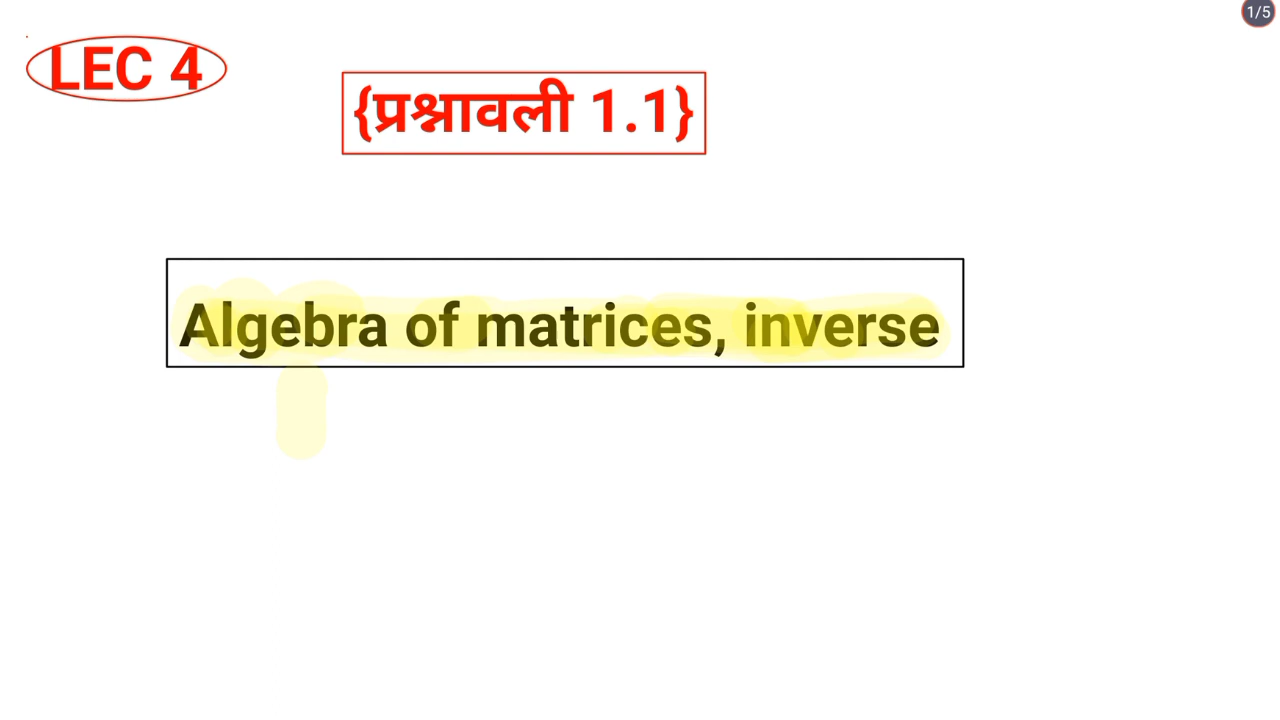 1/5
LEC 4
{प्रश्नावली 1.1}
Algebra of matrices, inverse